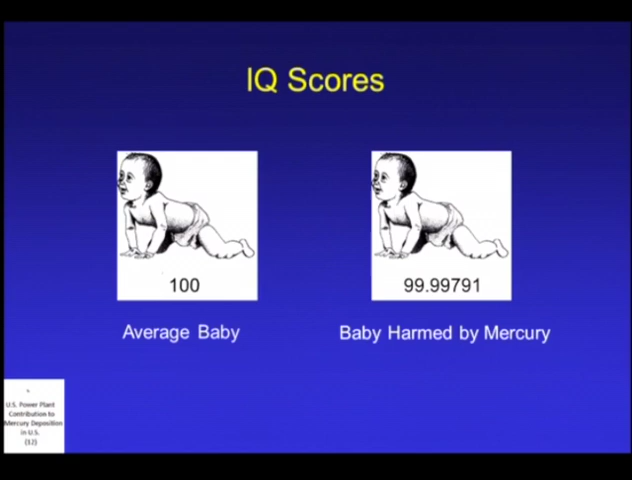 IQ Scores
100
99.99791
Average Baby
Baby Harmed by Mercury
U.S. Power Plant
Contribution to
Mercury Deposition
in U.S.
(12)